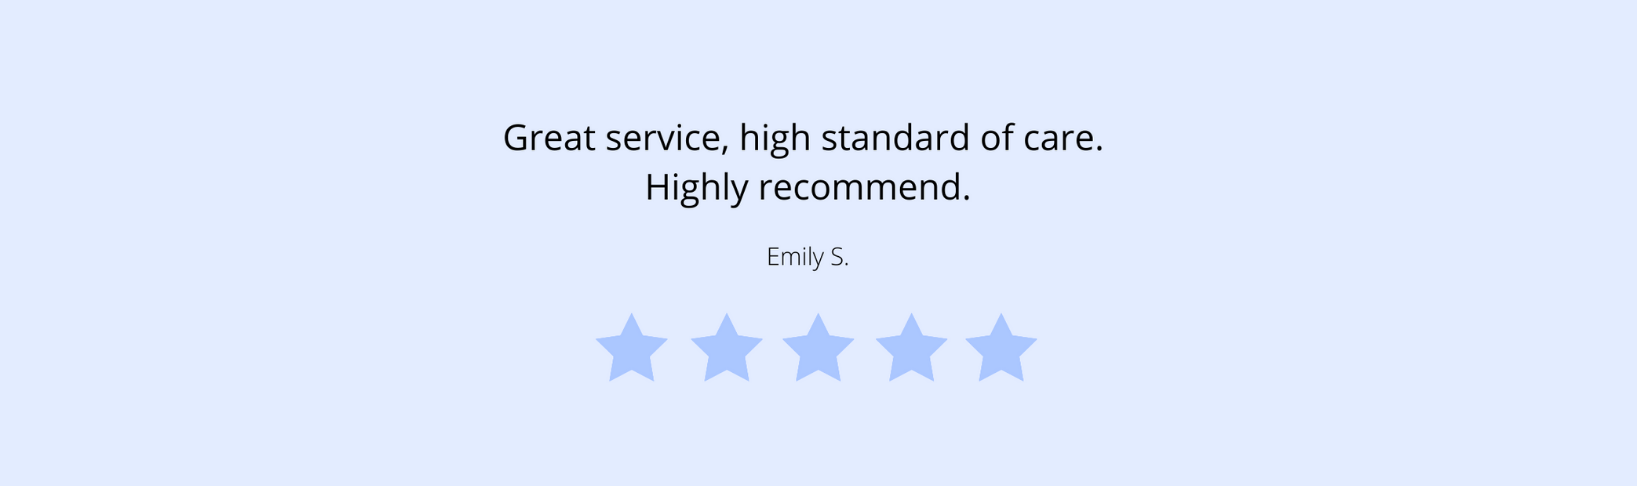 Great service, high standard of care.
Highly recommend.
Emily S.